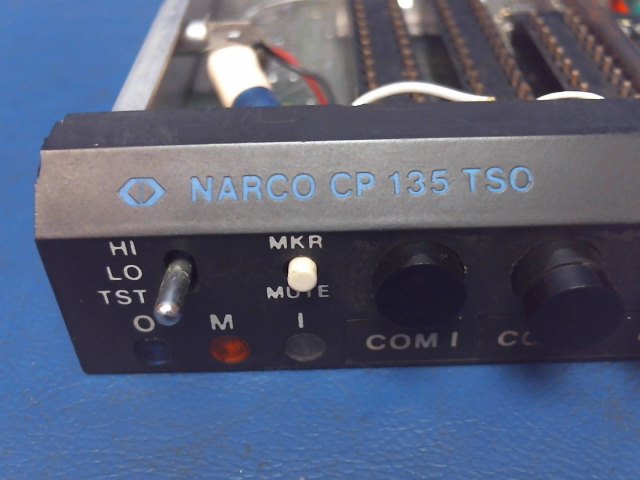 NARCO CP 135 TSO
HI
LO
TST
MKR
MUTE
O M I
COM I